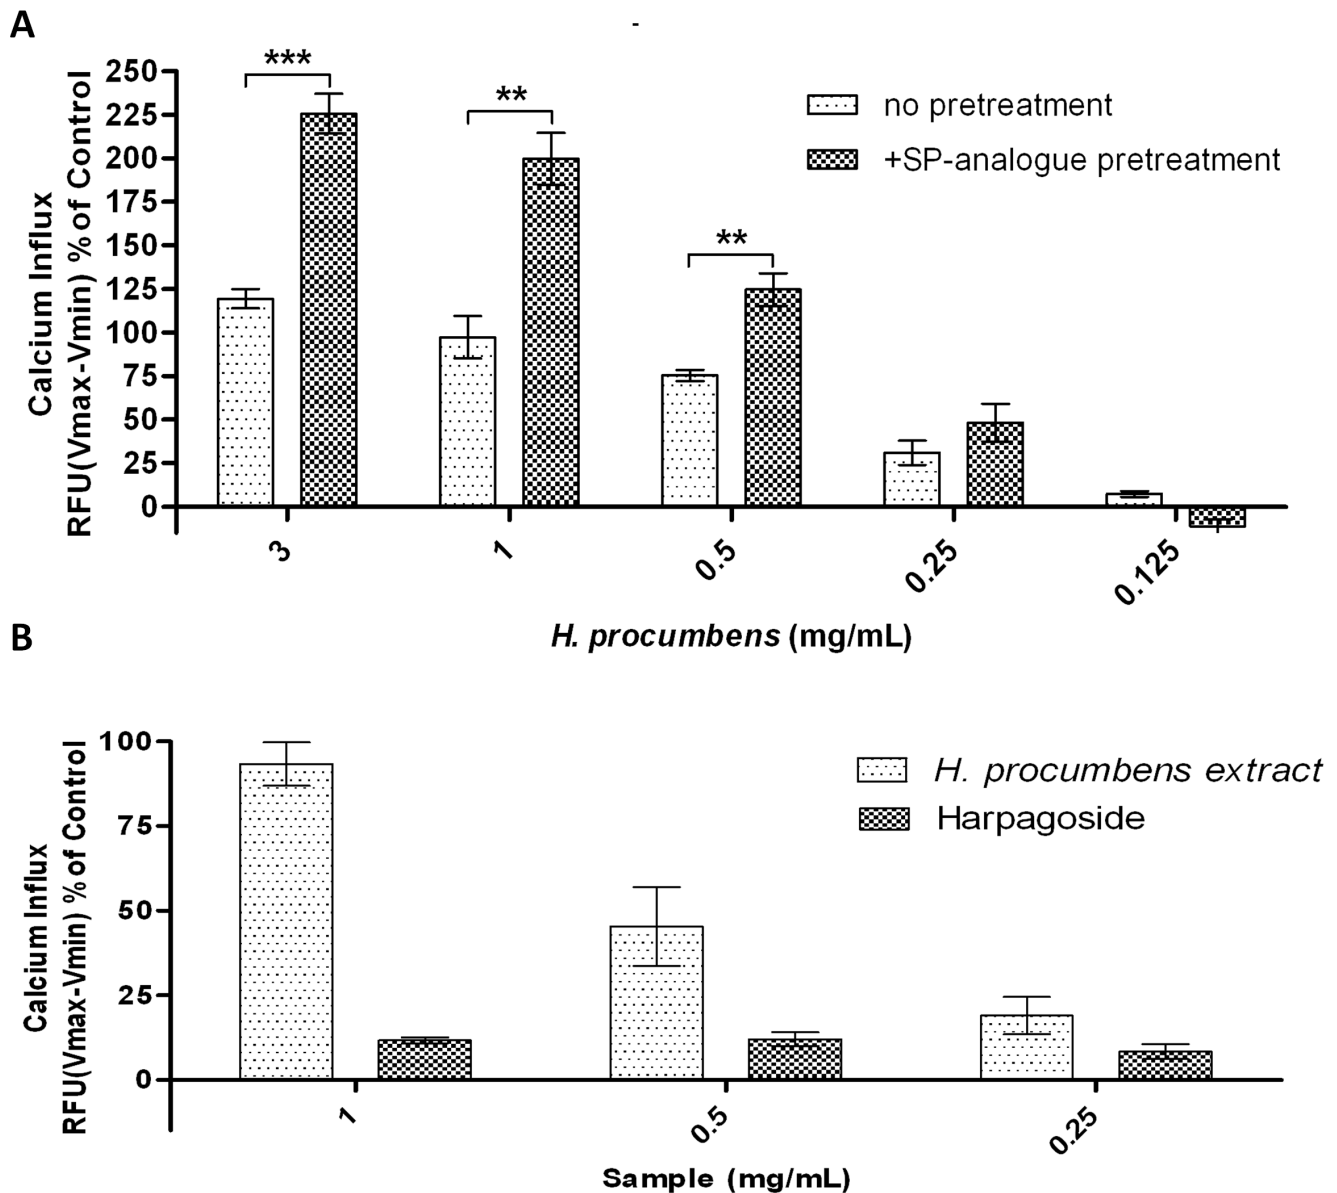 A
-
Calcium Influx
RFU(Vmax-Vmin) % of Control
250
225
200
175
150
125
100
75
50
25
0
***
**
**
no pretreatment
+SP-analogue pretreatment
3
1
0.5
0.25
0.125
H. procumbens (mg/mL)
B
Calcium Influx
RFU(Vmax-Vmin) % of Control
100
75
50
25
0
H. procumbens extract
Harpagoside
1
0.5
0.25
Sample (mg/mL)